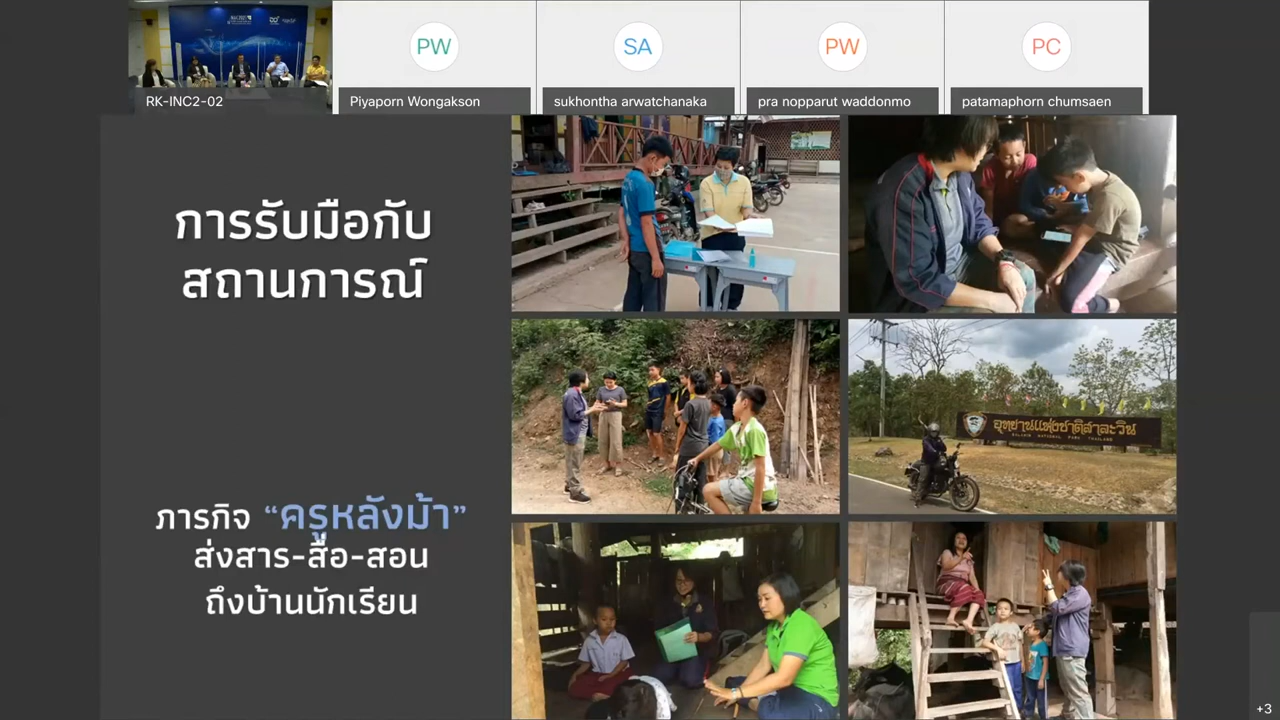 PW
SA
PW
PC
RK-INC2-02
Piyaporn Wongakson
sukhontha arwatchanaka
pra nopparut waddonmo
patamaphorn chumsaen
การรับมือกับ
สถานการณ์
ภารกิจ “ครูหลังม้า”
ส่งสาร-สื่อ-สอน
ถึงบ้านนักเรียน
อุทยานแห่งชาติสาละวิน
SALAWIN NATIONAL PARK THAILAND
+3